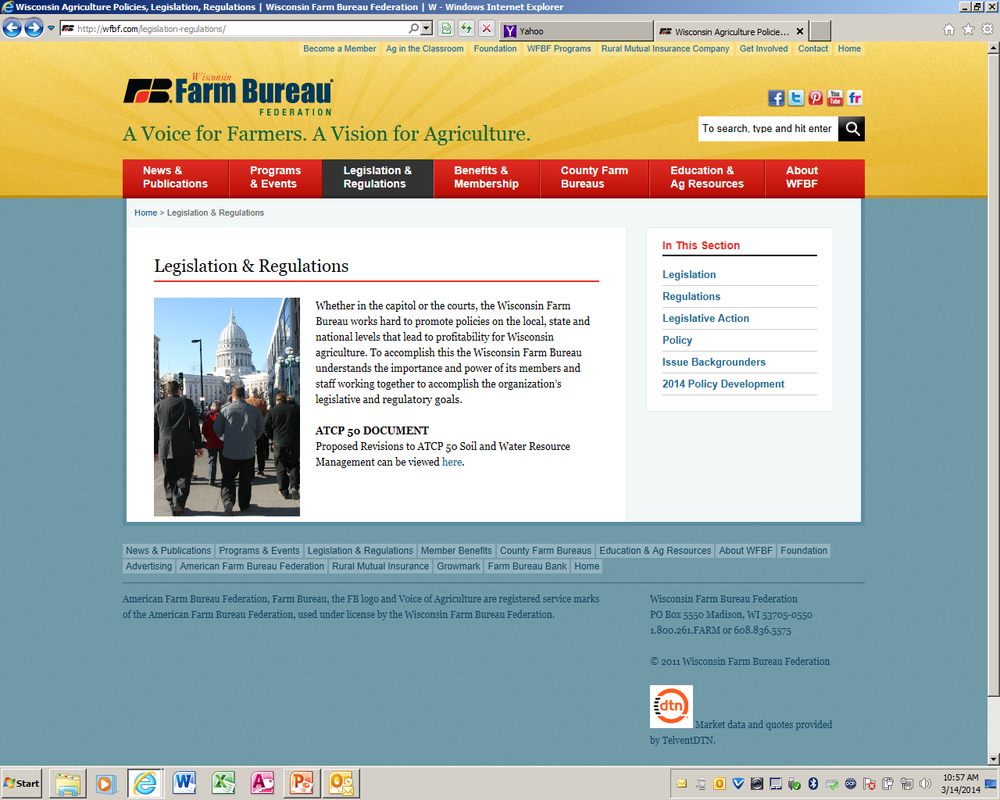 Wisconsin Agriculture Policies, Legislation, Regulations | Wisconsin Farm Bureau Federation | W - Windows Internet Explorer
http://wfbf.com/legislation-regulations/
Yahoo
Wisconsin Agriculture Policie...
Become a Member Ag in the Classroom Foundation WFBF Programs Rural Mutual Insurance Company Get Involved Contact Home
Wisconsin
FB Farm Bureau
FEDERATION
A Voice for Farmers. A Vision for Agriculture.
You Tube
fr
To search, type and hit enter
News & Publications
Programs & Events
Legislation & Regulations
Benefits & Membership
County Farm Bureaus
Education & Ag Resources
About WFBF
Home > Legislation & Regulations
Legislation & Regulations
Whether in the capitol or the courts, the Wisconsin Farm
Bureau works hard to promote policies on the local, state and
national levels that lead to profitability for Wisconsin
agriculture. To accomplish this the Wisconsin Farm Bureau
understands the importance and power of its members and
staff working together to accomplish the organization's
legislative and regulatory goals.
ATCP 50 DOCUMENT
Proposed Revisions to ATCP 50 Soil and Water Resource
Management can be viewed here.
In This Section
Legislation
Regulations
Legislative Action
Policy
Issue Backgrounders
2014 Policy Development
News & Publications Programs & Events Legislation & Regulations Member Benefits County Farm Bureaus Education & Ag Resources About WFBF Foundation
Advertising American Farm Bureau Federation Rural Mutual Insurance Growmark Farm Bureau Bank Home
American Farm Bureau Federation, Farm Bureau, the FB logo and Voice of Agriculture are registered service marks
of the American Farm Bureau Federation, used under license by the Wisconsin Farm Bureau Federation.
Wisconsin Farm Bureau Federation
PO Box 5550 Madison, WI 53705-0550
1.800.261.FARM or 608.836.5575
© 2011 Wisconsin Farm Bureau Federation
dtn
Market data and quotes provided
by TelventDTN.
Start
10:57 AM
3/14/2014